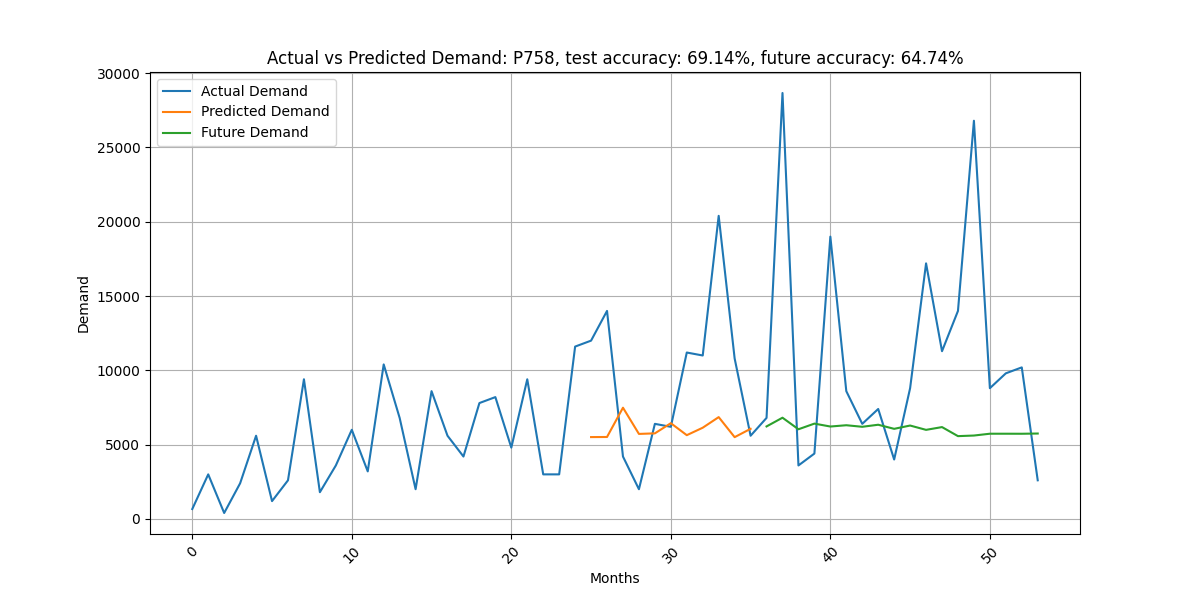 Actual vs Predicted Demand: P758, test accuracy: 69.14%, future accuracy: 64.74%
Actual Demand
Predicted Demand
Future Demand
30000
25000
20000
15000
10000
5000
0
Demand
0
10
20
30
40
50
Months